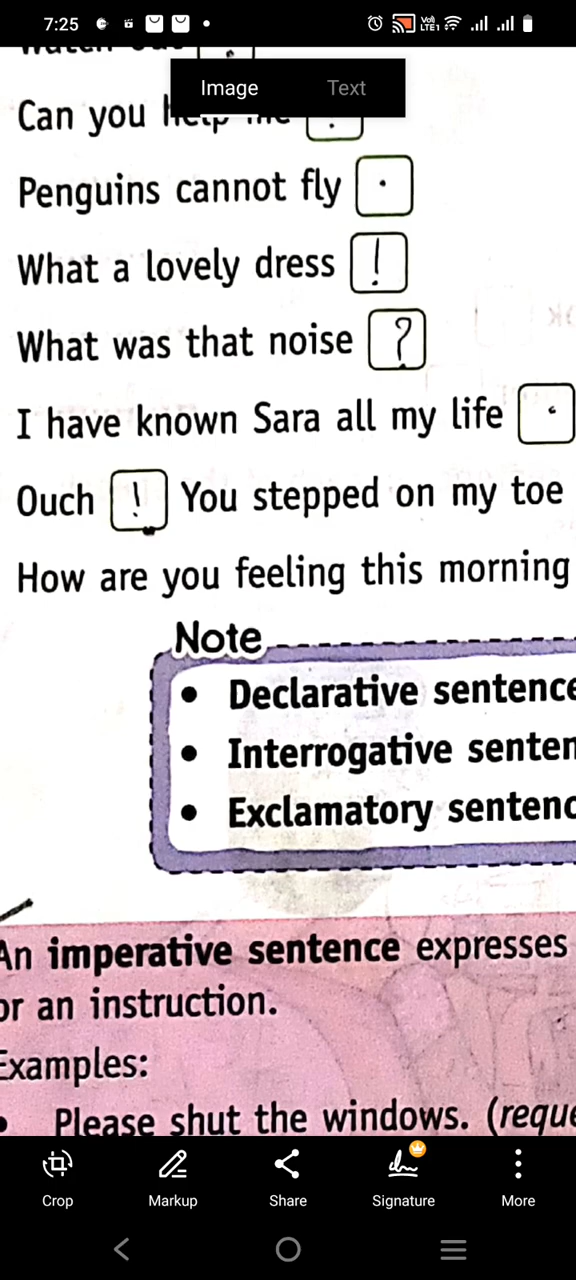 7:25
Image Text
Can you help me
Penguins cannot fly .
What a lovely dress !
What was that noise ?
I have known Sara all my life .
Ouch ! You stepped on my toe
How are you feeling this morning
Note
• Declarative sentence
• Interrogative senten
• Exclamatory sentenc
An imperative sentence expresses
or an instruction.
Examples:
• Please shut the windows. (reque
Crop Markup Share Signature More